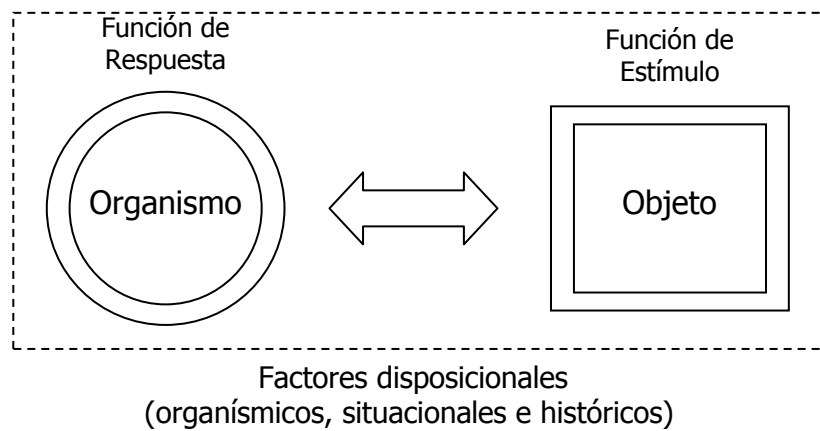 Función de
Respuesta
Función de
Estímulo
Organismo
Objeto
Factores disposicionales
(organísmicos, situacionales e históricos)